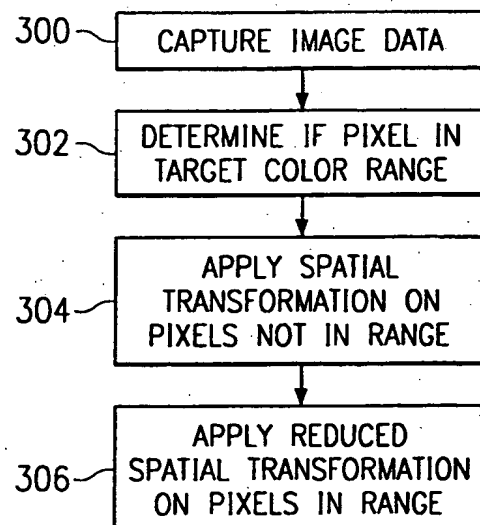 300
CAPTURE IMAGE DATA
302
DETERMINE IF PIXEL IN
TARGET COLOR RANGE
304
APPLY SPATIAL
TRANSFORMATION ON
PIXELS NOT IN RANGE
306
APPLY REDUCED
SPATIAL TRANSFORMATION
ON PIXELS IN RANGE